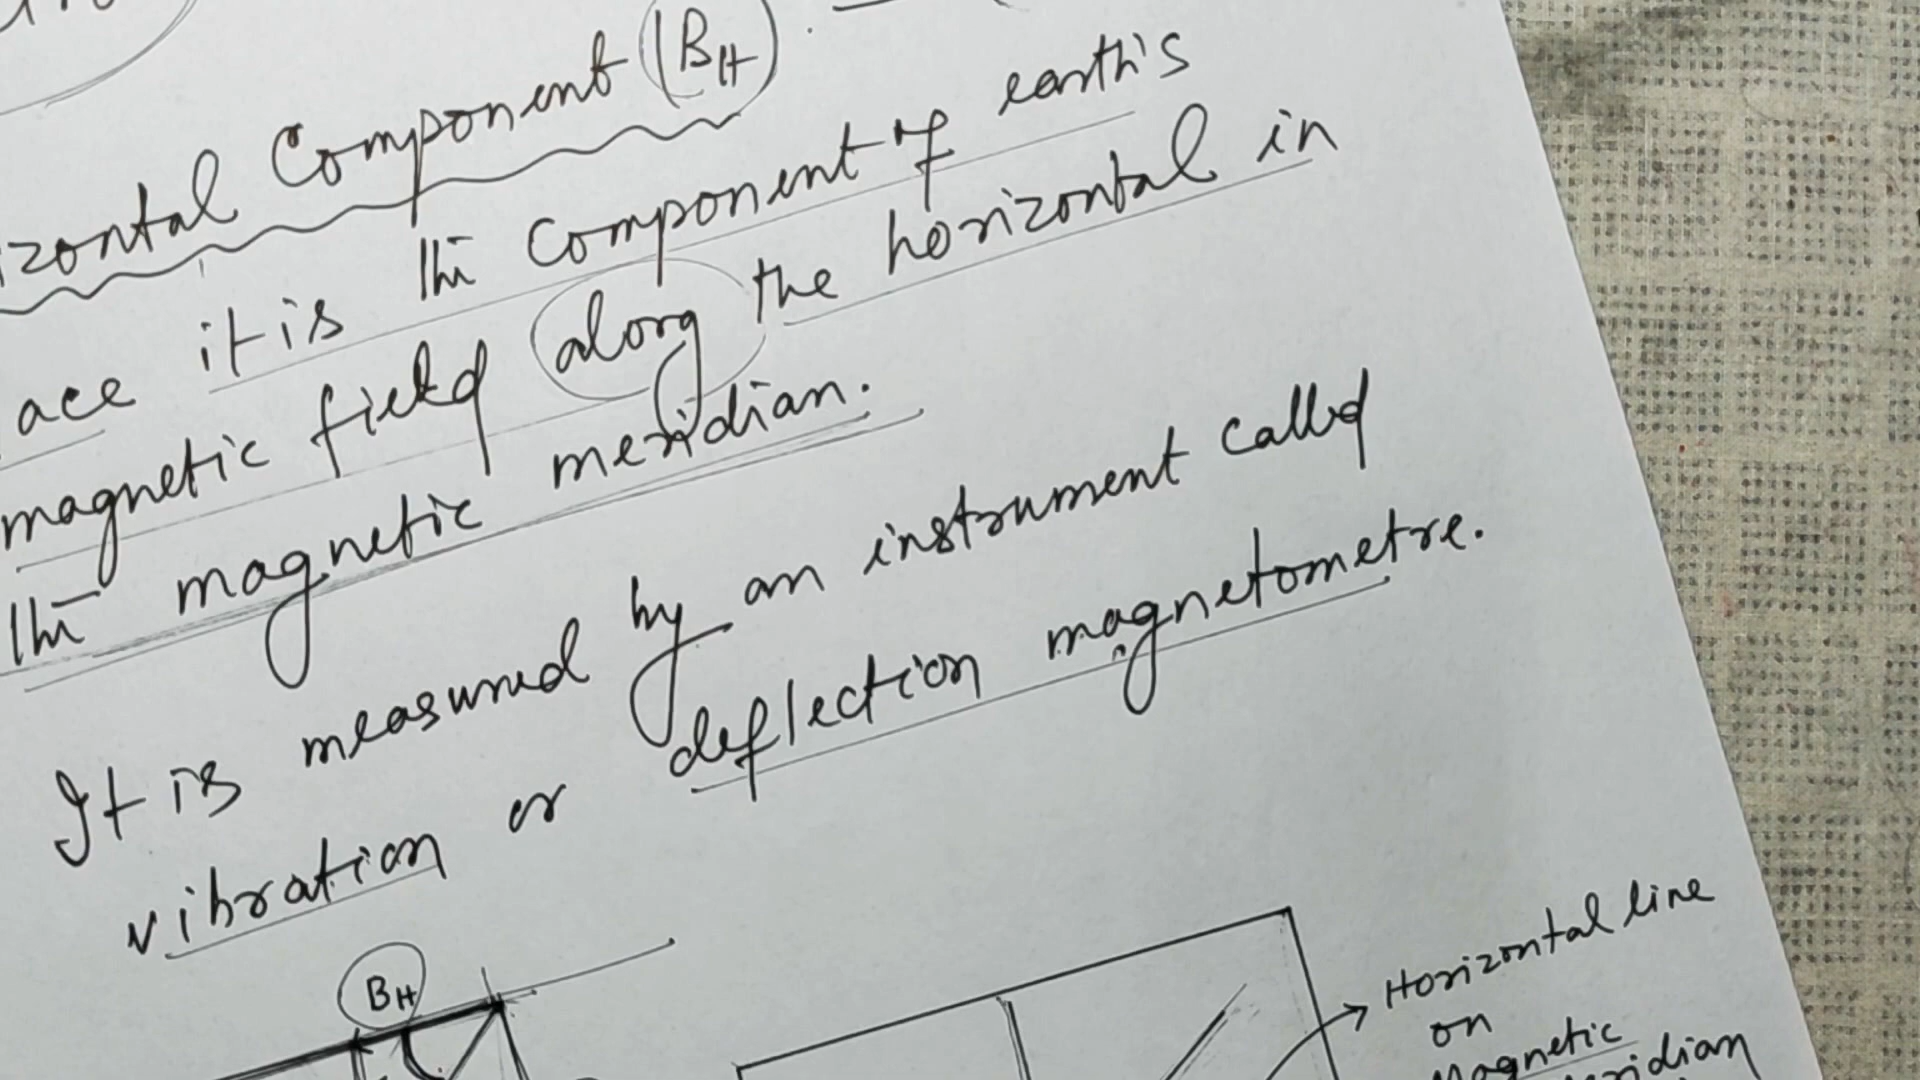 zontal Component (BH)
ace it is the component of earth's
magnetic field along the horizontal in
the magnetic meridian.
It is measured by an instrument called
vibration or deflection magnetometre.
BH
Horizontal line
on
Magnetic
meridian